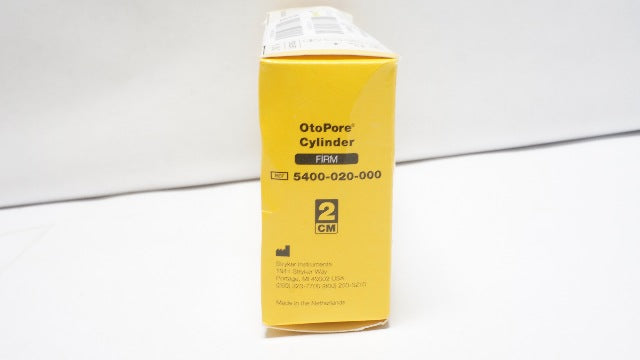 OtoPore®
Cylinder
FIRM
REF 5400-020-000
2
CM
Stryker Instruments
1941 Stryker Way
Portage, MI 49002 USA
Made in the Netherlands